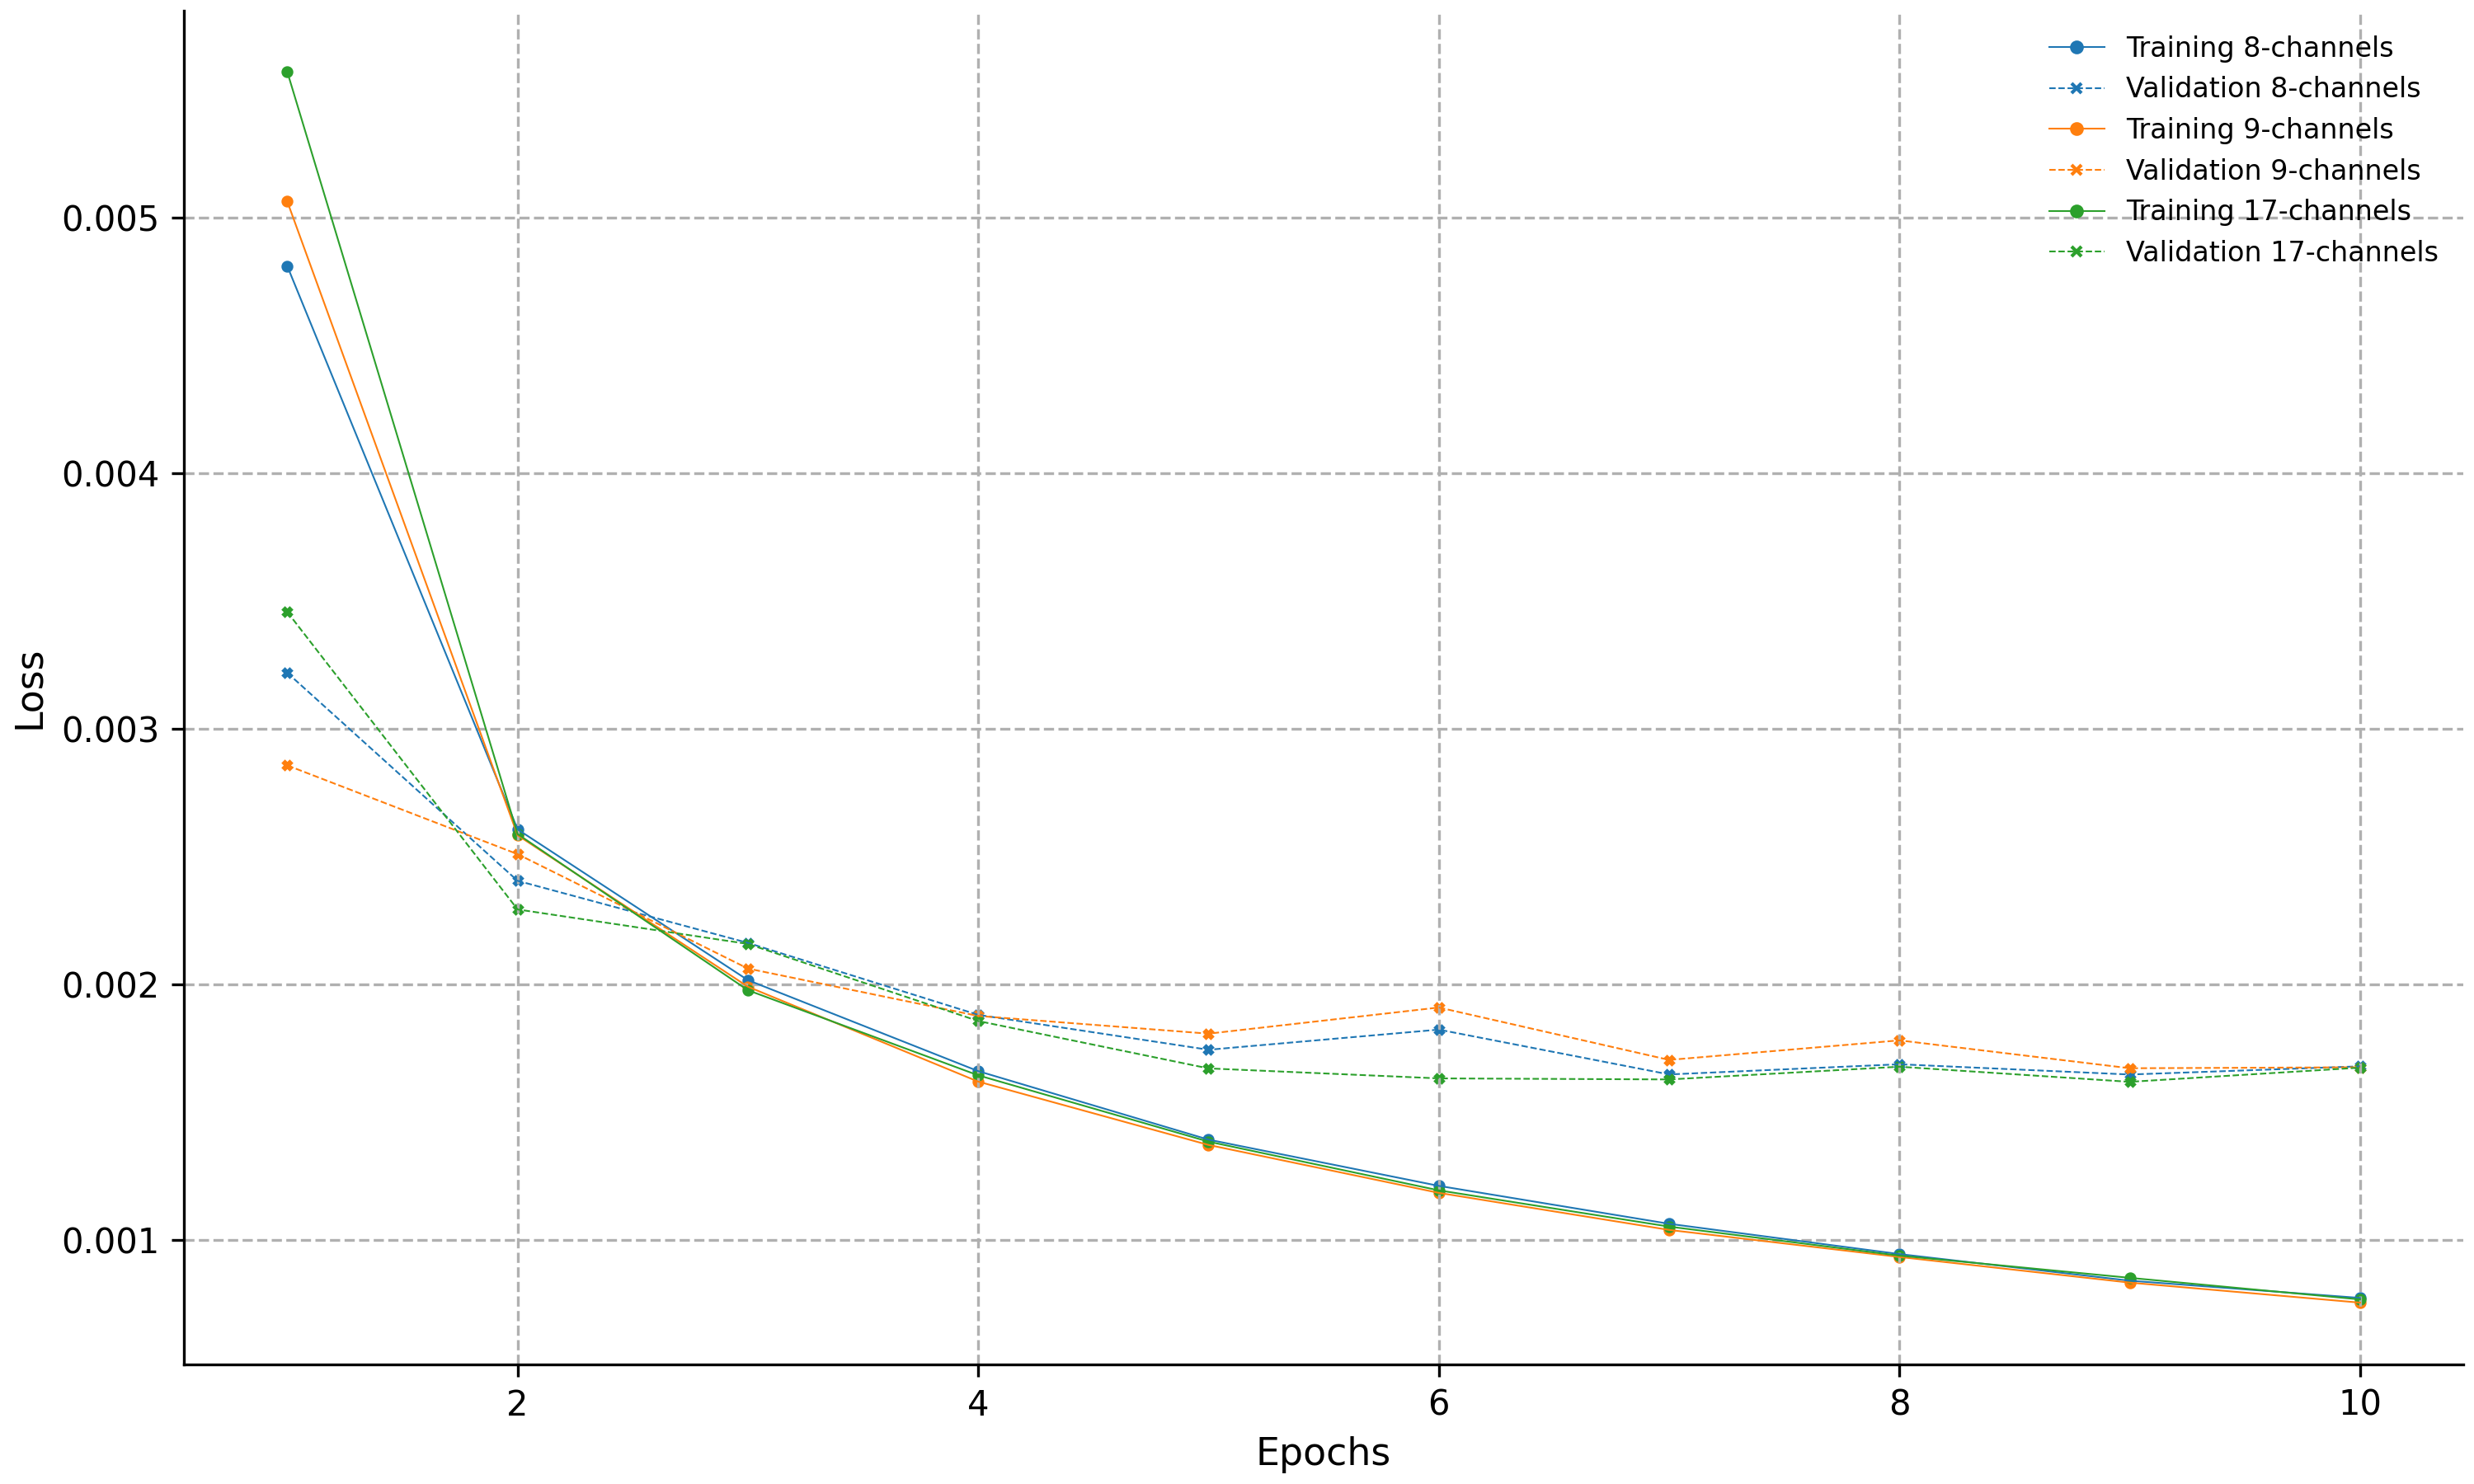 Training 8-channels
Validation 8-channels
Training 9-channels
Validation 9-channels
Training 17-channels
Validation 17-channels
0.005
0.004
0.003
0.002
0.001
Loss
2 4 6 8 10
Epochs